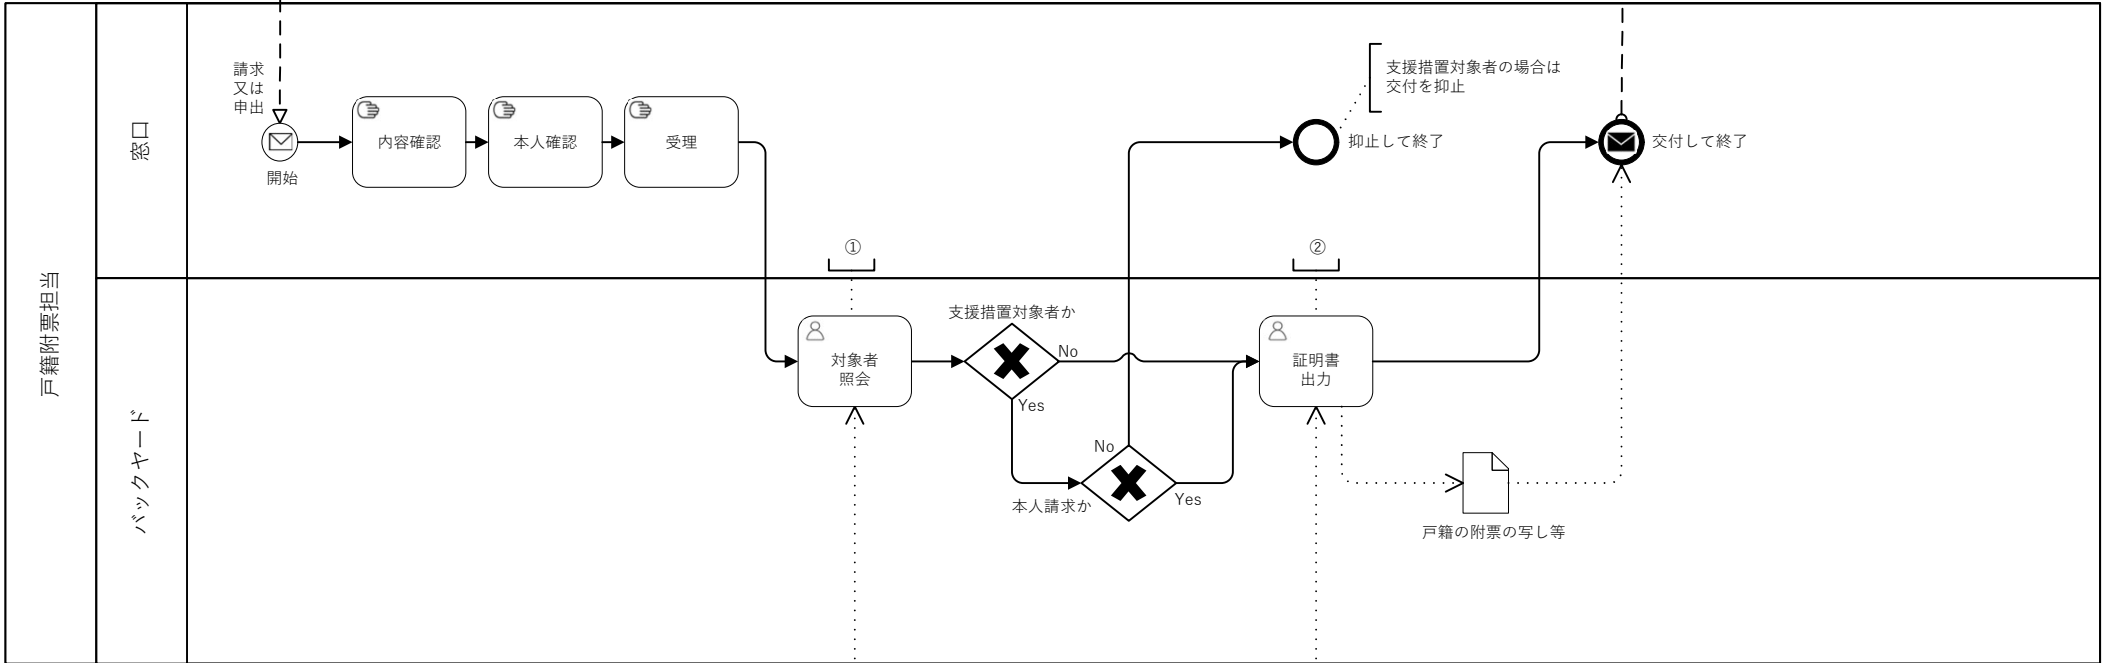 戸籍附票担当
窓口
請求
又は
申出
開始
内容確認
本人確認
受理
支援措置対象者の場合は
交付を抑止
抑止して終了
交付して終了
①
②
バックヤード
対象者
照会
支援措置対象者か
No
Yes
本人請求か
No
Yes
証明書
出力
戸籍の附票の写し等